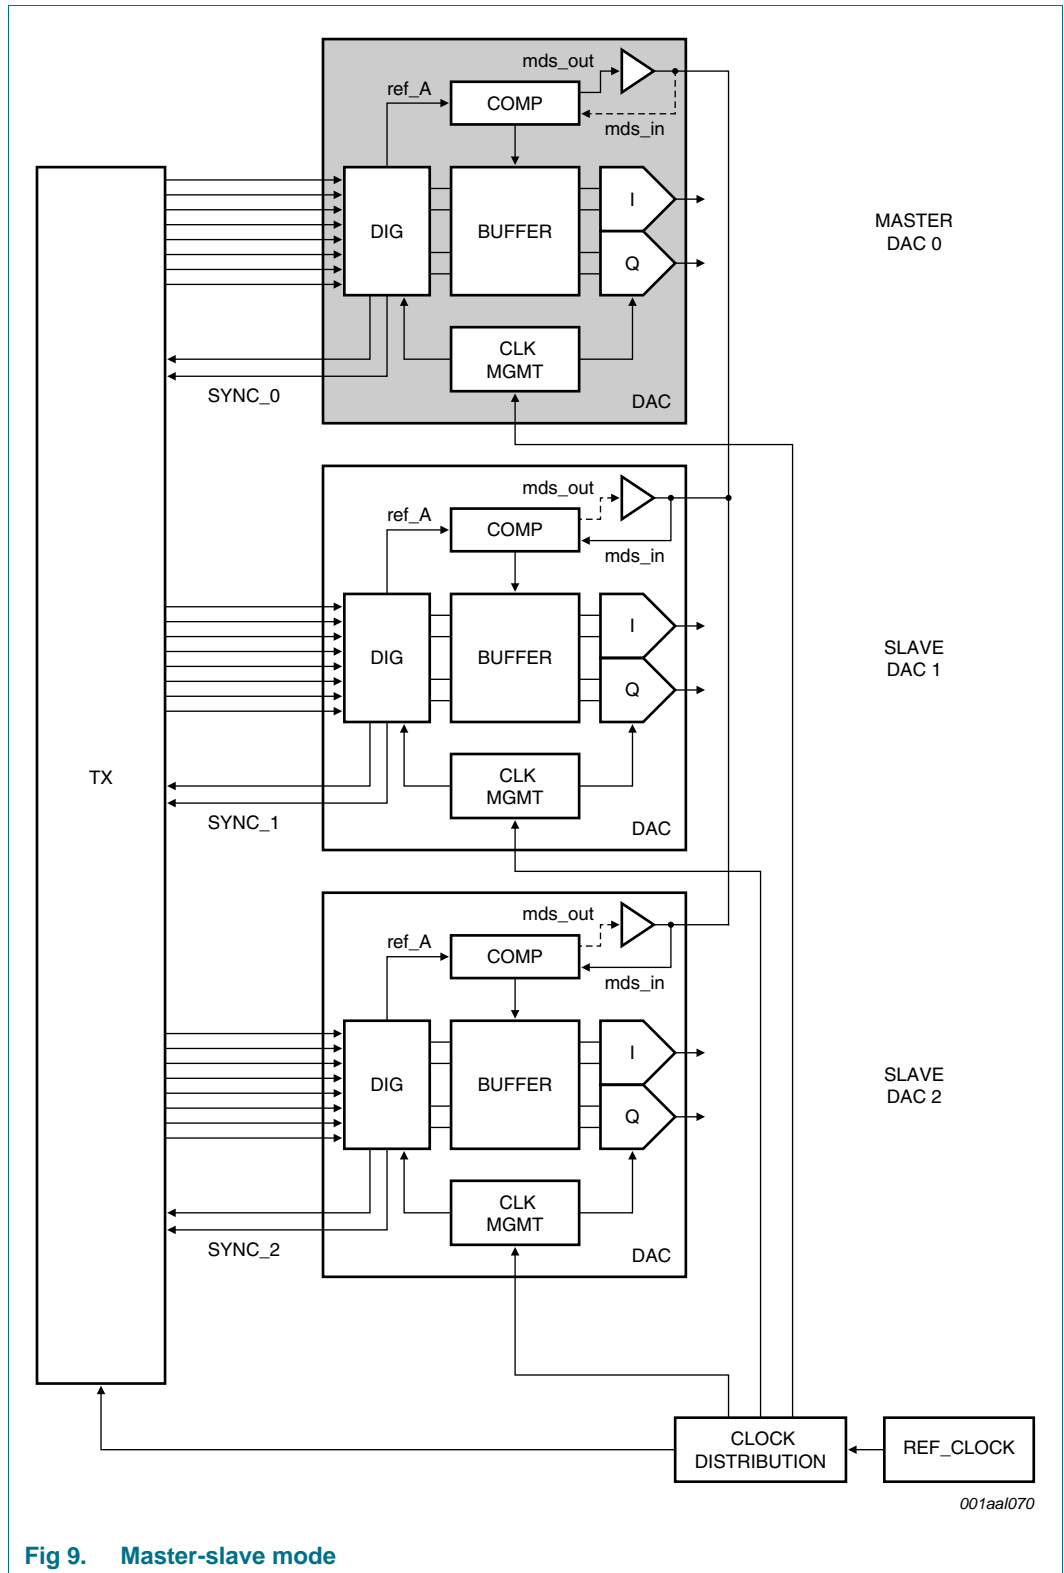 mds_out
ref_A
COMP
mds_in
DIG
BUFFER
I
Q
MASTER
DAC 0
CLK
MGMT
SYNC_0
DAC
mds_out
ref_A
COMP
mds_in
DIG
BUFFER
I
Q
SLAVE
DAC 1
TX
CLK
MGMT
SYNC_1
DAC
mds_out
ref_A
COMP
mds_in
DIG
BUFFER
I
Q
SLAVE
DAC 2
CLK
MGMT
SYNC_2
DAC
CLOCK
DISTRIBUTION
REF_CLOCK
001aal070
Fig 9. Master-slave mode